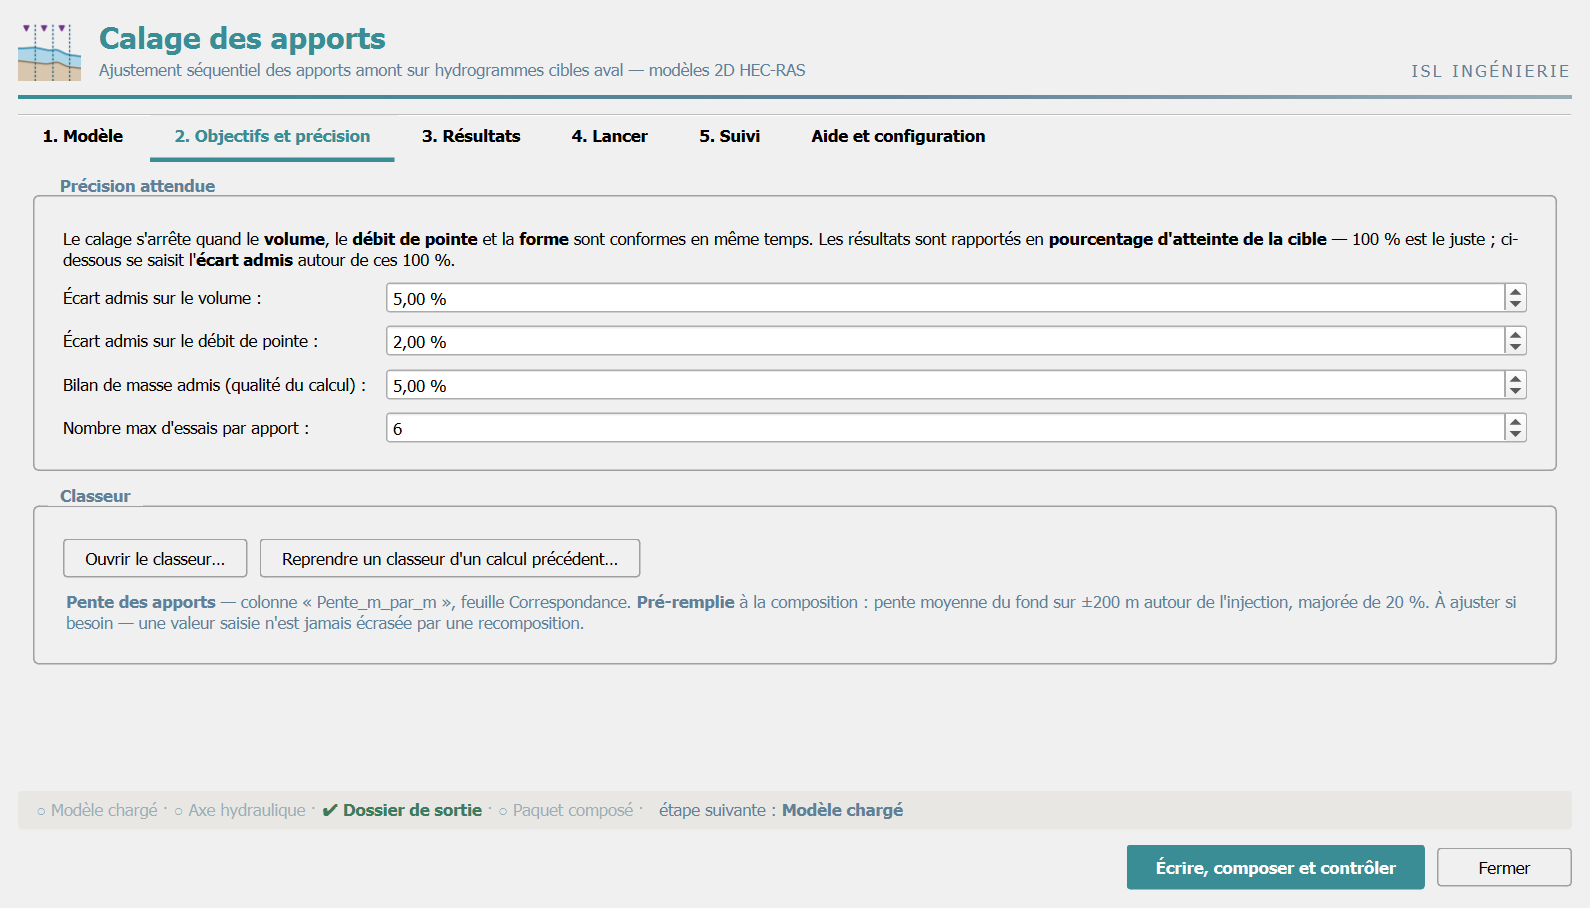 Calage des apports
Ajustement séquentiel des apports amont sur hydrogrammes cibles aval — modèles 2D HEC-RAS
ISL INGÉNIERIE
1. Modèle
2. Objectifs et précision
3. Résultats
4. Lancer
5. Suivi
Aide et configuration
Précision attendue
Le calage s'arrête quand le volume, le débit de pointe et la forme sont conformes en même temps. Les résultats sont rapportés en pourcentage d'atteinte de la cible — 100 % est le juste ; ci-
dessous se saisit l'écart admis autour de ces 100 %.
Écart admis sur le volume : 5,00 %
Écart admis sur le débit de pointe : 2,00 %
Bilan de masse admis (qualité du calcul) : 5,00 %
Nombre max d'essais par apport : 6
Classeur
Ouvrir le classeur...
Reprendre un classeur d'un calcul précédent...
Pente des apports — colonne « Pente_m_par_m », feuille Correspondance. Pré-remplie à la composition : pente moyenne du fond sur ±200 m autour de l'injection, majorée de 20 %. À ajuster si
besoin — une valeur saisie n'est jamais écrasée par une recomposition.
○ Modèle chargé · ○ Axe hydraulique · ✔ Dossier de sortie · ○ Paquet composé · étape suivante : Modèle chargé
Écrire, composer et contrôler
Fermer